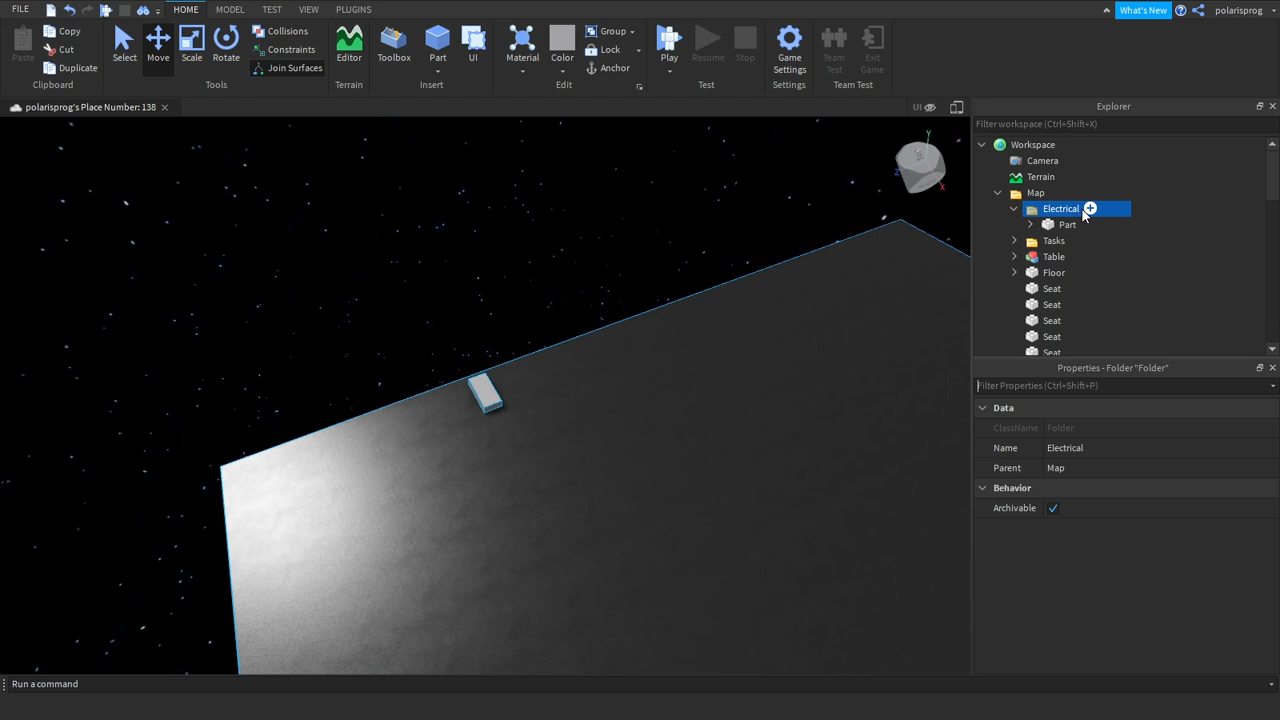 FILE HOME MODEL TEST VIEW PLUGINS What's New polarisprog
Paste Copy Cut Duplicate Select Move Scale Rotate Collisions Constraints Join Surfaces Editor Toolbox Part UI Material Color Group Lock Anchor Play Resume Stop Game Settings Team Test Exit Game
Clipboard Tools Terrain Insert Edit Test Settings Team Test
polarisprog's Place Number: 138 UI
Y
Z
X
Explorer
Filter workspace (Ctrl+Shift+X)
Workspace
Camera
Terrain
Map
Electrical
Part
Tasks
Table
Floor
Seat
Seat
Seat
Seat
Seat
Properties - Folder "Folder"
Filter Properties (Ctrl+Shift+P)
Data
ClassName Folder
Name Electrical
Parent Map
Behavior
Archivable
Run a command